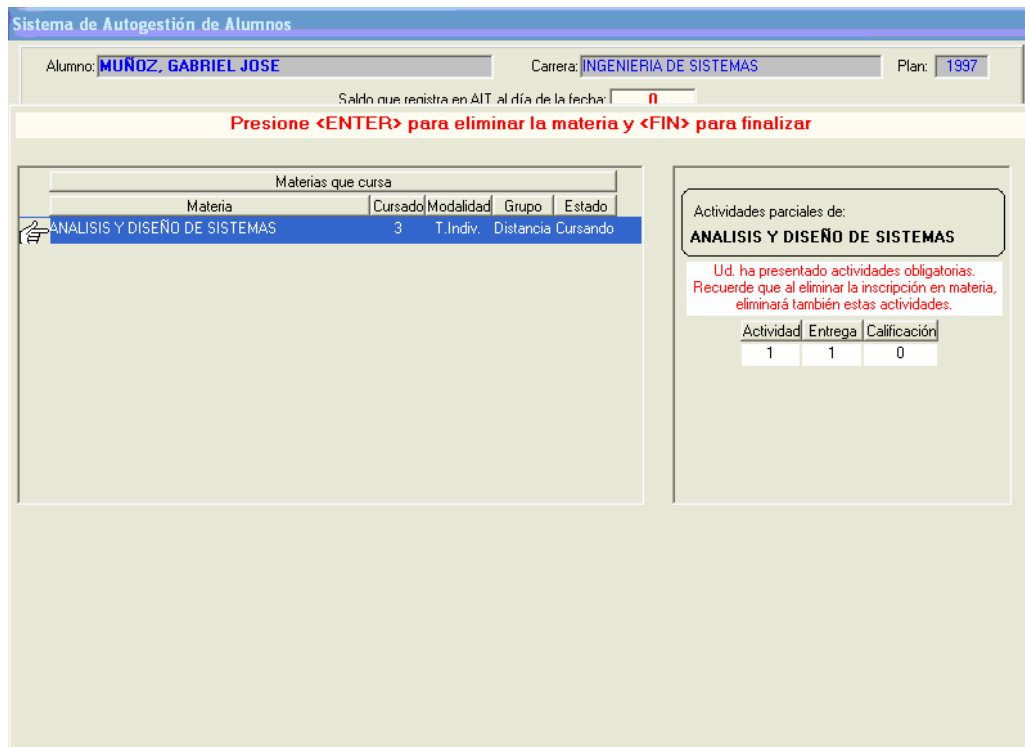 Sistema de Autogestión de Alumnos
Alumno: MUÑOZ, GABRIEL JOSE Carrera: INGENIERIA DE SISTEMAS Plan: 1997
Saldo que registra en AIT al día de la fecha: 0
Presione <ENTER> para eliminar la materia y <FIN> para finalizar
Materias que cursa
Materia Cursado Modalidad Grupo Estado
ANALISIS Y DISEÑO DE SISTEMAS 3 T.Indiv. Distancia Cursando
Actividades parciales de:
ANALISIS Y DISEÑO DE SISTEMAS
Ud. ha presentado actividades obligatorias.
Recuerde que al eliminar la inscripción en materia,
eliminará también estas actividades.
Actividad Entrega Calificación
1 1 0